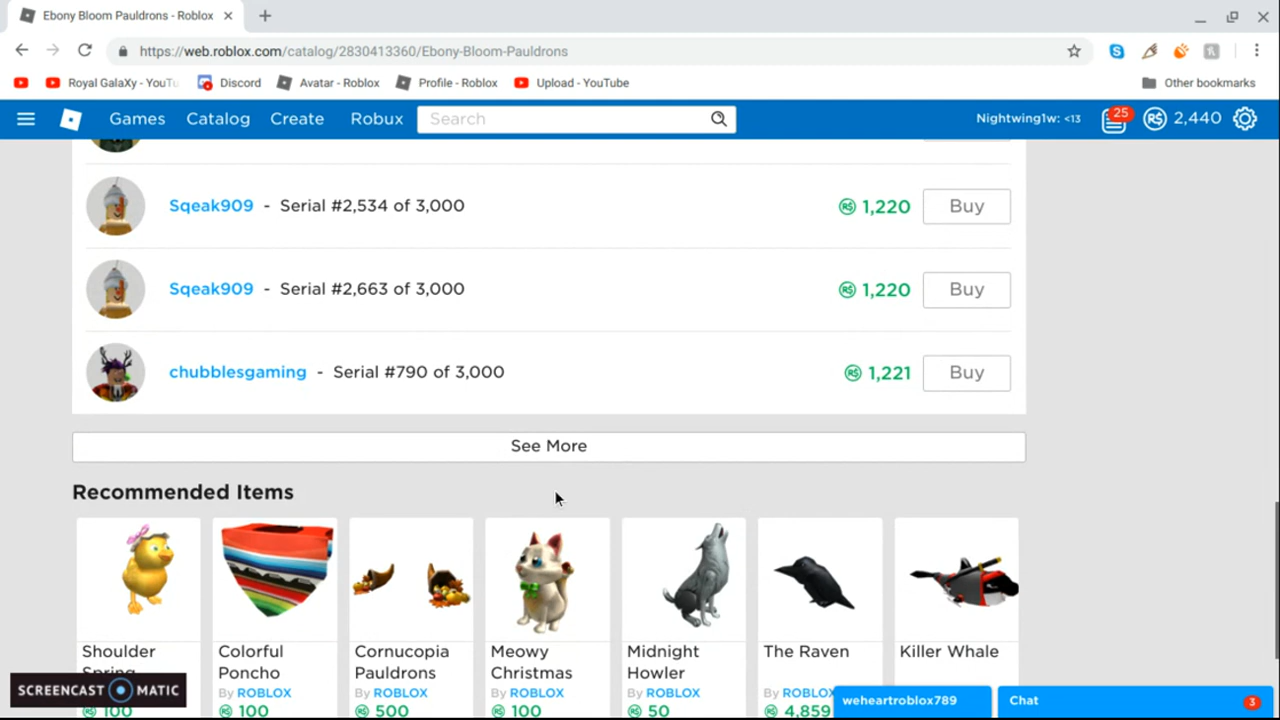 Ebony Bloom Pauldrons - Roblox
https://web.roblox.com/catalog/2830413360/Ebony-Bloom-Pauldrons
Royal GalaXy - YouTu
Discord
Avatar - Roblox
Profile - Roblox
Upload - YouTube
Other bookmarks
Games
Catalog
Create
Robux
Search
Nightwing1w: <13
25
R$ 2,440
Sqeak909 - Serial #2,534 of 3,000 R$ 1,220 Buy
Sqeak909 - Serial #2,663 of 3,000 R$ 1,220 Buy
chubblesgaming - Serial #790 of 3,000 R$ 1,221 Buy
See More
Recommended Items
Shoulder Spring
Colorful Poncho
By ROBLOX
R$ 100
Cornucopia Pauldrons
By ROBLOX
R$ 500
Meowy Christmas
By ROBLOX
R$ 100
Midnight Howler
By ROBLOX
R$ 50
The Raven
By ROBLOX
R$ 4,859
Killer Whale
100
SCREENCAST MATIC
weheartroblox789
Chat
3